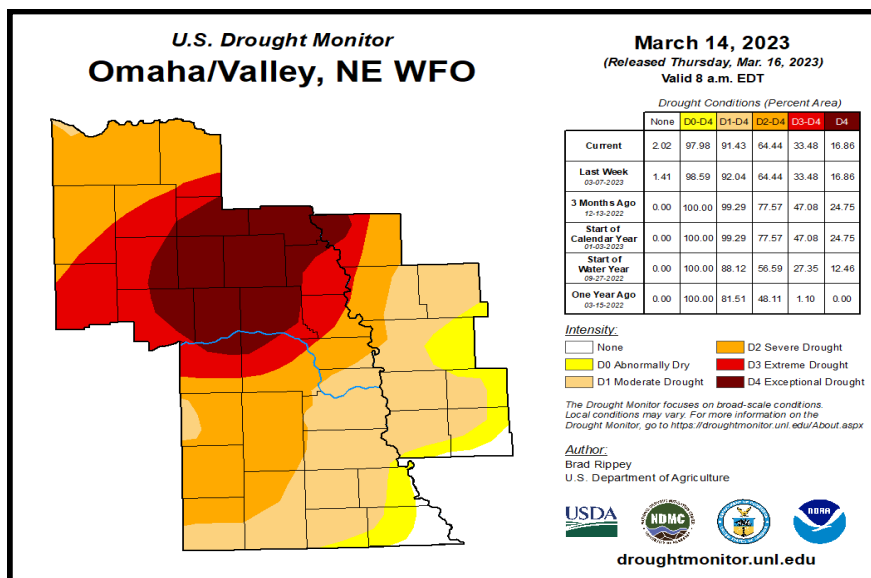 U.S. Drought Monitor
Omaha/Valley, NE WFO
March 14, 2023
(Released Thursday, Mar. 16, 2023)
Valid 8 a.m. EDT
Drought Conditions (Percent Area)
None D0-D4 D1-D4 D2-D4 D3-D4 D4
Current 2.02 97.98 91.43 64.44 33.48 16.86
Last Week
03-07-2023
1.41 98.59 92.04 64.44 33.48 16.86
3 Months Ago
12-13-2022
0.00 100.00 99.29 77.57 47.08 24.75
Start of
Calendar Year
01-03-2023
0.00 100.00 99.29 77.57 47.08 24.75
Start of
Water Year
09-27-2022
0.00 100.00 88.12 56.59 27.35 12.46
One Year Ago
03-15-2022
0.00 100.00 81.51 48.11 1.10 0.00
Intensity:
None
D0 Abnormally Dry
D1 Moderate Drought
D2 Severe Drought
D3 Extreme Drought
D4 Exceptional Drought
The Drought Monitor focuses on broad-scale conditions.
Local conditions may vary. For more information on the
Drought Monitor, go to https://droughtmonitor.unl.edu/About.aspx
Author:
Brad Rippey
U.S. Department of Agriculture
USDA
NDMC
NOAA
droughtmonitor.unl.edu